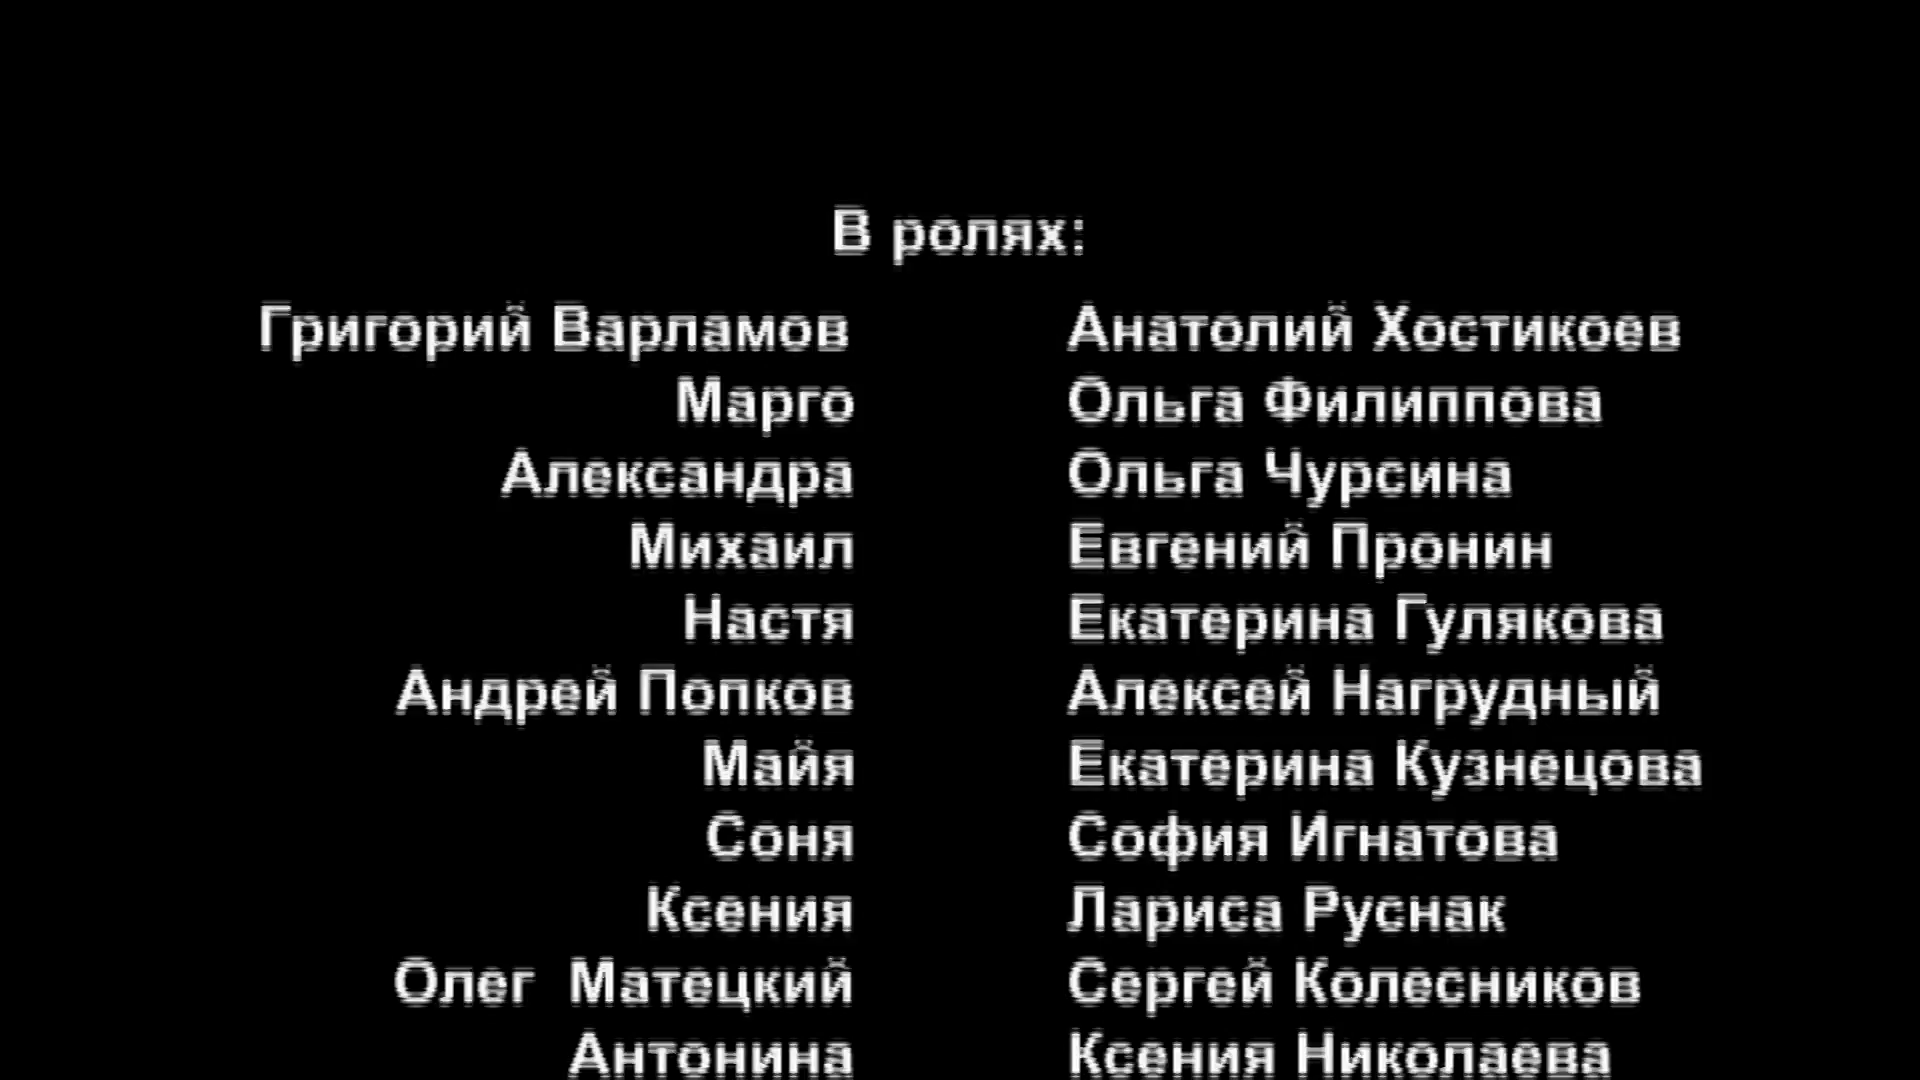 В ролях:
Григорий Варламов Анатолий Хостикоев
Марго Ольга Филиппова
Александра Ольга Чурсина
Михаил Евгений Пронин
Настя Екатерина Гулякова
Андрей Попков Алексей Нагрудный
Майя Екатерина Кузнецова
Соня София Игнатова
Ксения Лариса Руснак
Олег Матецкий Сергей Колесников
Антонина Ксения Николаева